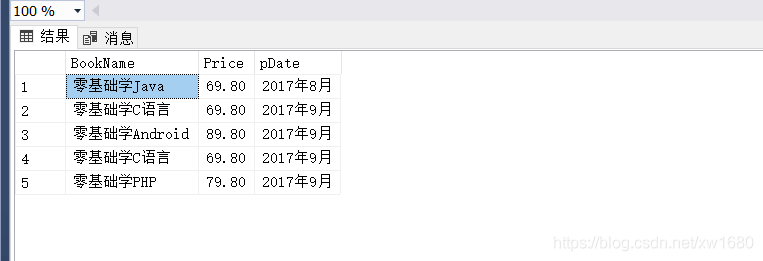 100 %
结果 消息
BookName Price pDate
1 零基础学Java 69.80 2017年8月
2 零基础学C语言 69.80 2017年9月
3 零基础学Android 89.80 2017年9月
4 零基础学C语言 69.80 2017年9月
5 零基础学PHP 79.80 2017年9月
https://blog.csdn.net/xw1680